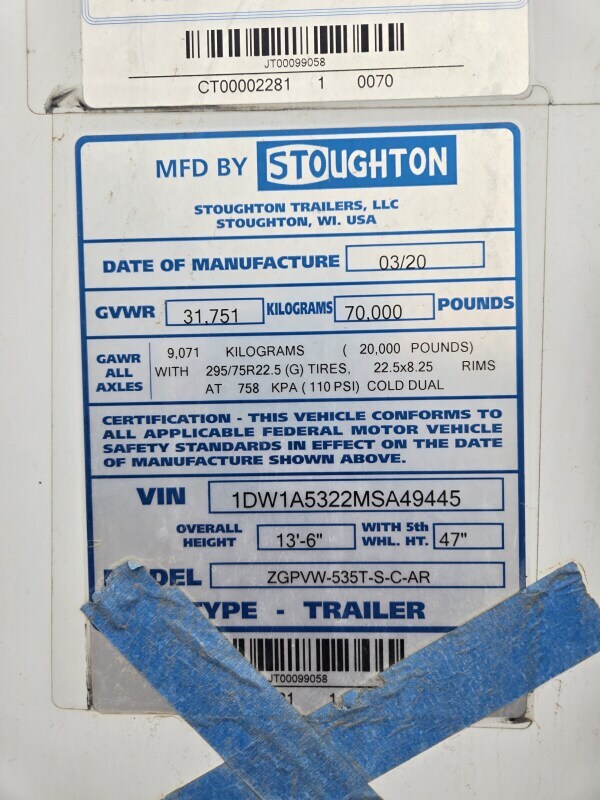 JT00099058
CT00002281 1 0070
MFD BY STOUGHTON
STOUGHTON TRAILERS, LLC
STOUGHTON, WI. USA
DATE OF MANUFACTURE 03/20
GVWR 31,751 KILOGRAMS 70,000 POUNDS
GAWR ALL AXLES
9,071 KILOGRAMS ( 20,000 POUNDS)
WITH 295/75R22.5 (G) TIRES, 22.5x8.25 RIMS
AT 758 KPA ( 110 PSI) COLD DUAL
CERTIFICATION - THIS VEHICLE CONFORMS TO
ALL APPLICABLE FEDERAL MOTOR VEHICLE
SAFETY STANDARDS IN EFFECT ON THE DATE
OF MANUFACTURE SHOWN ABOVE.
VIN 1DW1A5322MSA49445
OVERALL HEIGHT 13'-6" WITH 5th WHL. HT. 47"
DEL ZGPVW-535T-S-C-AR
TYPE - TRAILER
JT00099058